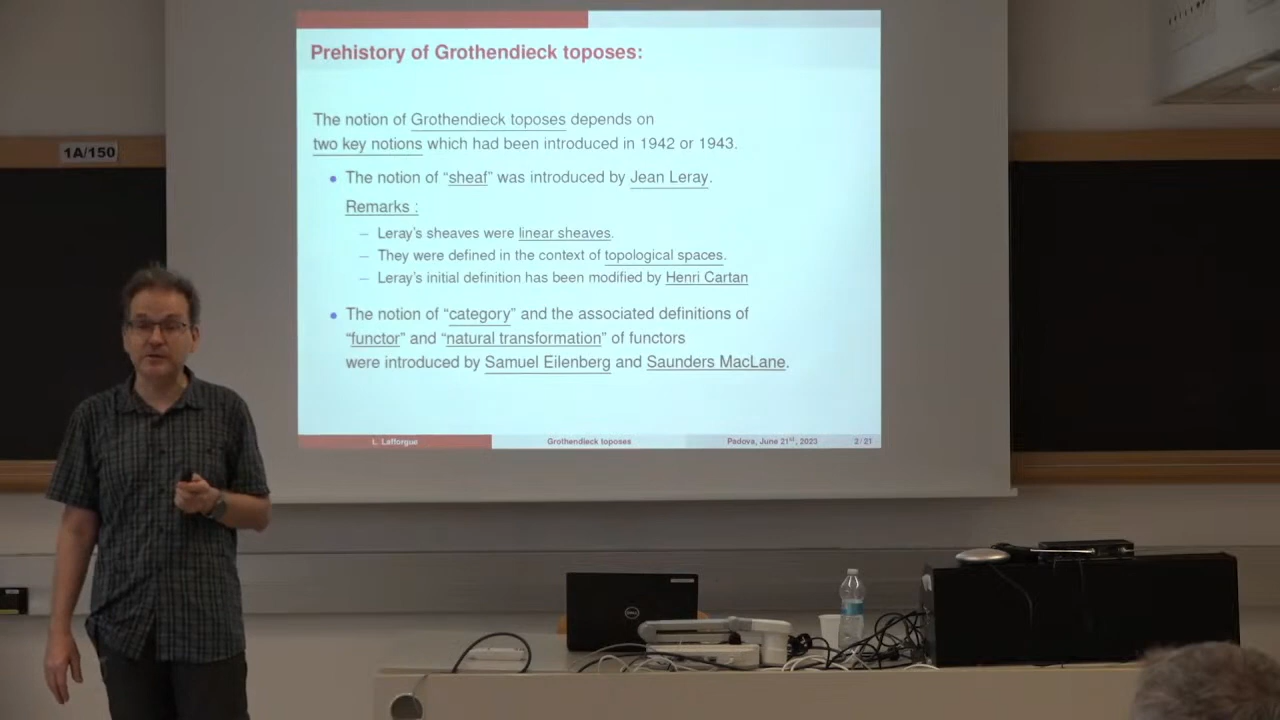 Prehistory of Grothendieck toposes:
The notion of Grothendieck toposes depends on
two key notions which had been introduced in 1942 or 1943.
1A/150
• The notion of “sheaf” was introduced by Jean Leray.
Remarks :
– Leray's sheaves were linear sheaves.
– They were defined in the context of topological spaces.
– Leray's initial definition has been modified by Henri Cartan
• The notion of “category” and the associated definitions of
“functor” and “natural transformation” of functors
were introduced by Samuel Eilenberg and Saunders MacLane.
L. Lafforgue Grothendieck toposes Padova, June 21st, 2023 2/21
DELL